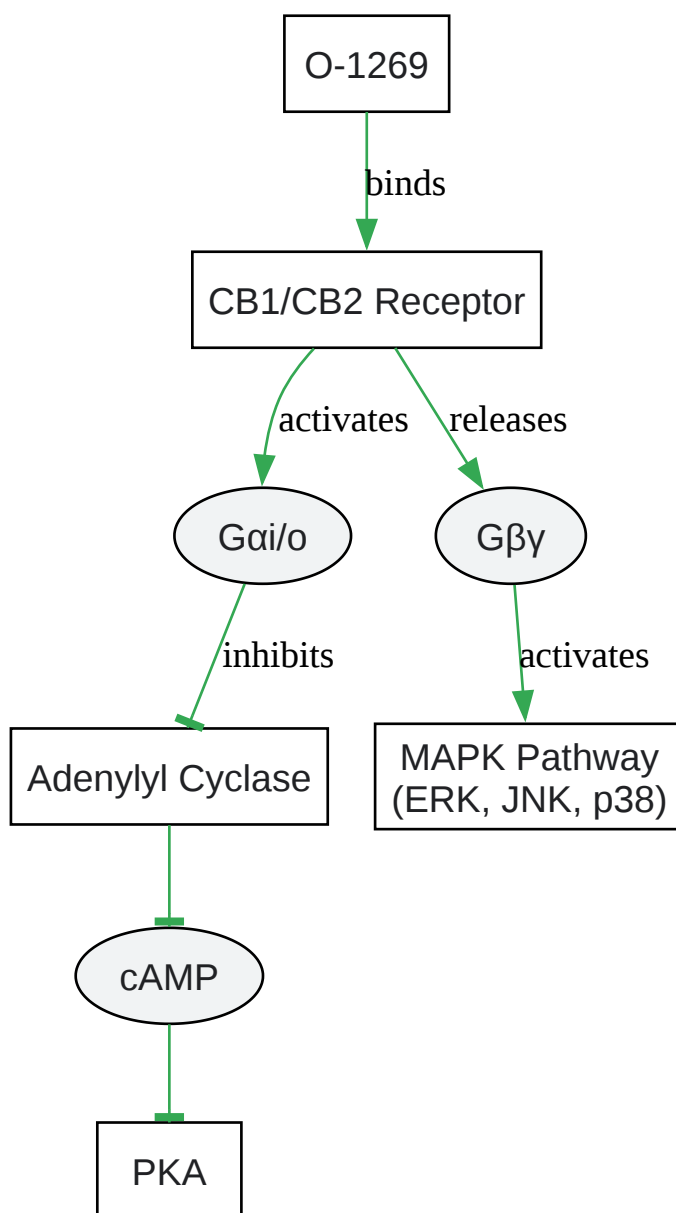 O-1269
binds
CB1/CB2 Receptor
activates
releases
Gαi/o
Gβγ
inhibits
activates
Adenylyl Cyclase
MAPK Pathway
(ERK, JNK, p38)
cAMP
PKA